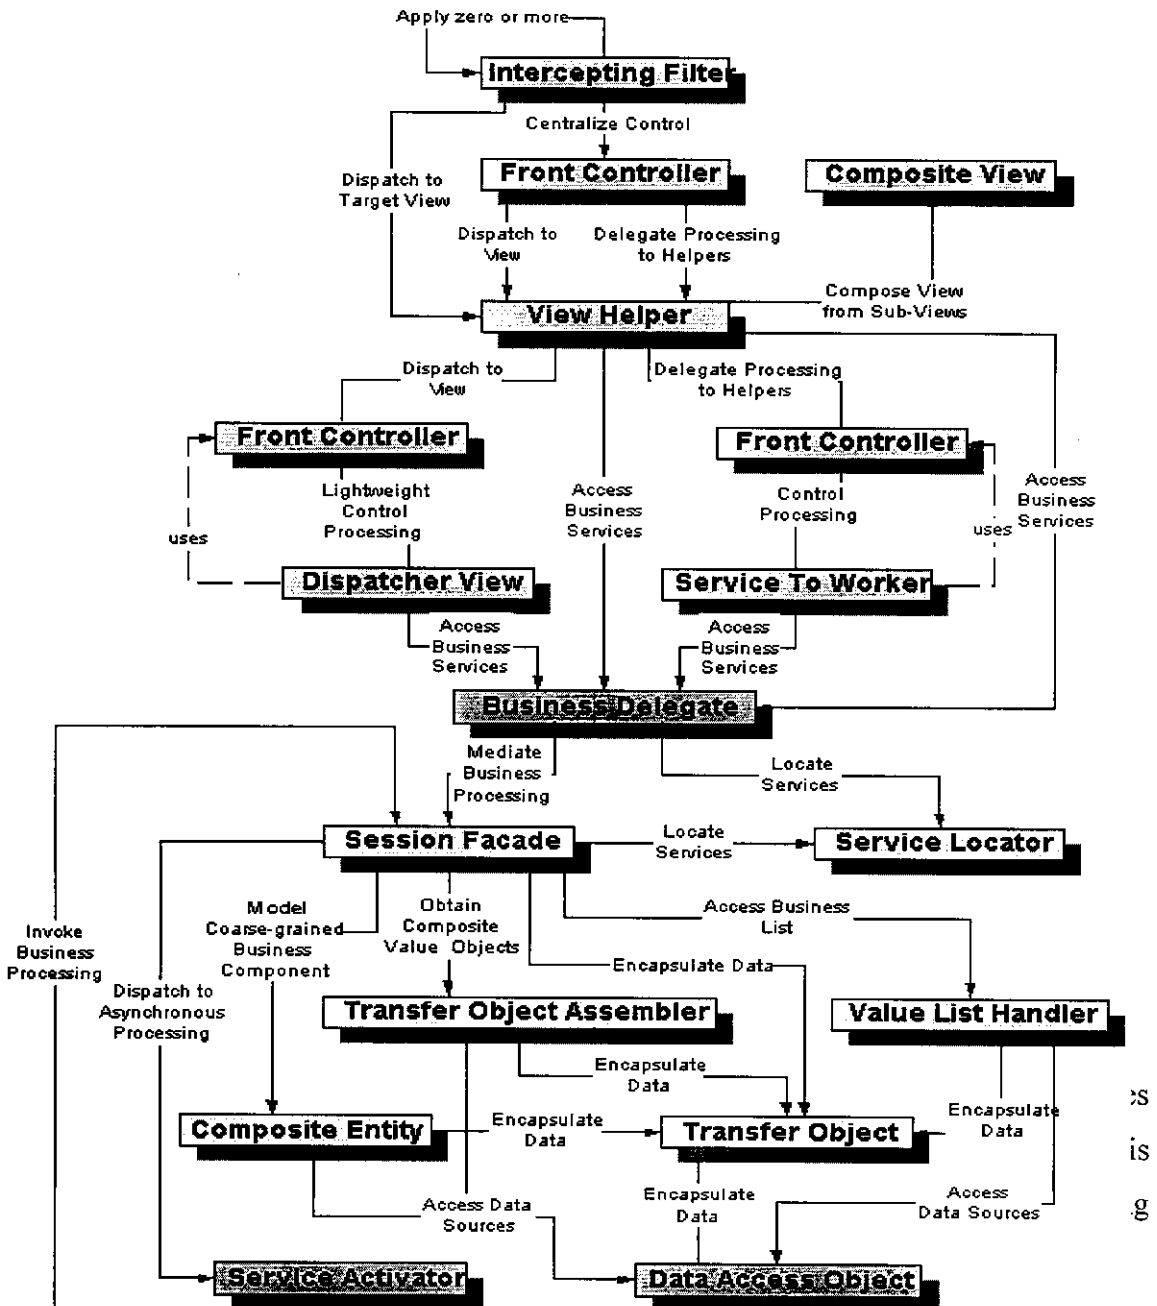 Apply zero or more
Intercepting Filter
Centralize Control
Front Controller
Composite View
Dispatch to
Target View
Dispatch to
View
Delegate Processing
to Helpers
Compose View
from Sub-Views
View Helper
Dispatch to
View
Delegate Processing
to Helpers
Front Controller
Front Controller
Lightweight
Control
Processing
Access
Business
Services
Control
Processing
Access
Business
Services
uses
uses
Dispatcher View
Service To Worker
Access
Business
Services
Access
Business
Services
Business Delegate
Mediate
Business
Processing
Locate
Services
Session Facade
Locate
Services
Service Locator
Model
Coarse-grained
Business
Component
Obtain
Composite
Value Objects
Access Business
List
Invoke
Business
Processing
Encapsulate Data
Dispatch to
Asynchronous
Processing
Transfer Object Assembler
Value List Handler
Encapsulate
Data
es
Composite Entity
Encapsulate
Data
Transfer Object
Encapsulate
Data
is
Access Data
Sources
Encapsulate
Data
Access
Data Sources
g
Service Activator
Data Access Object